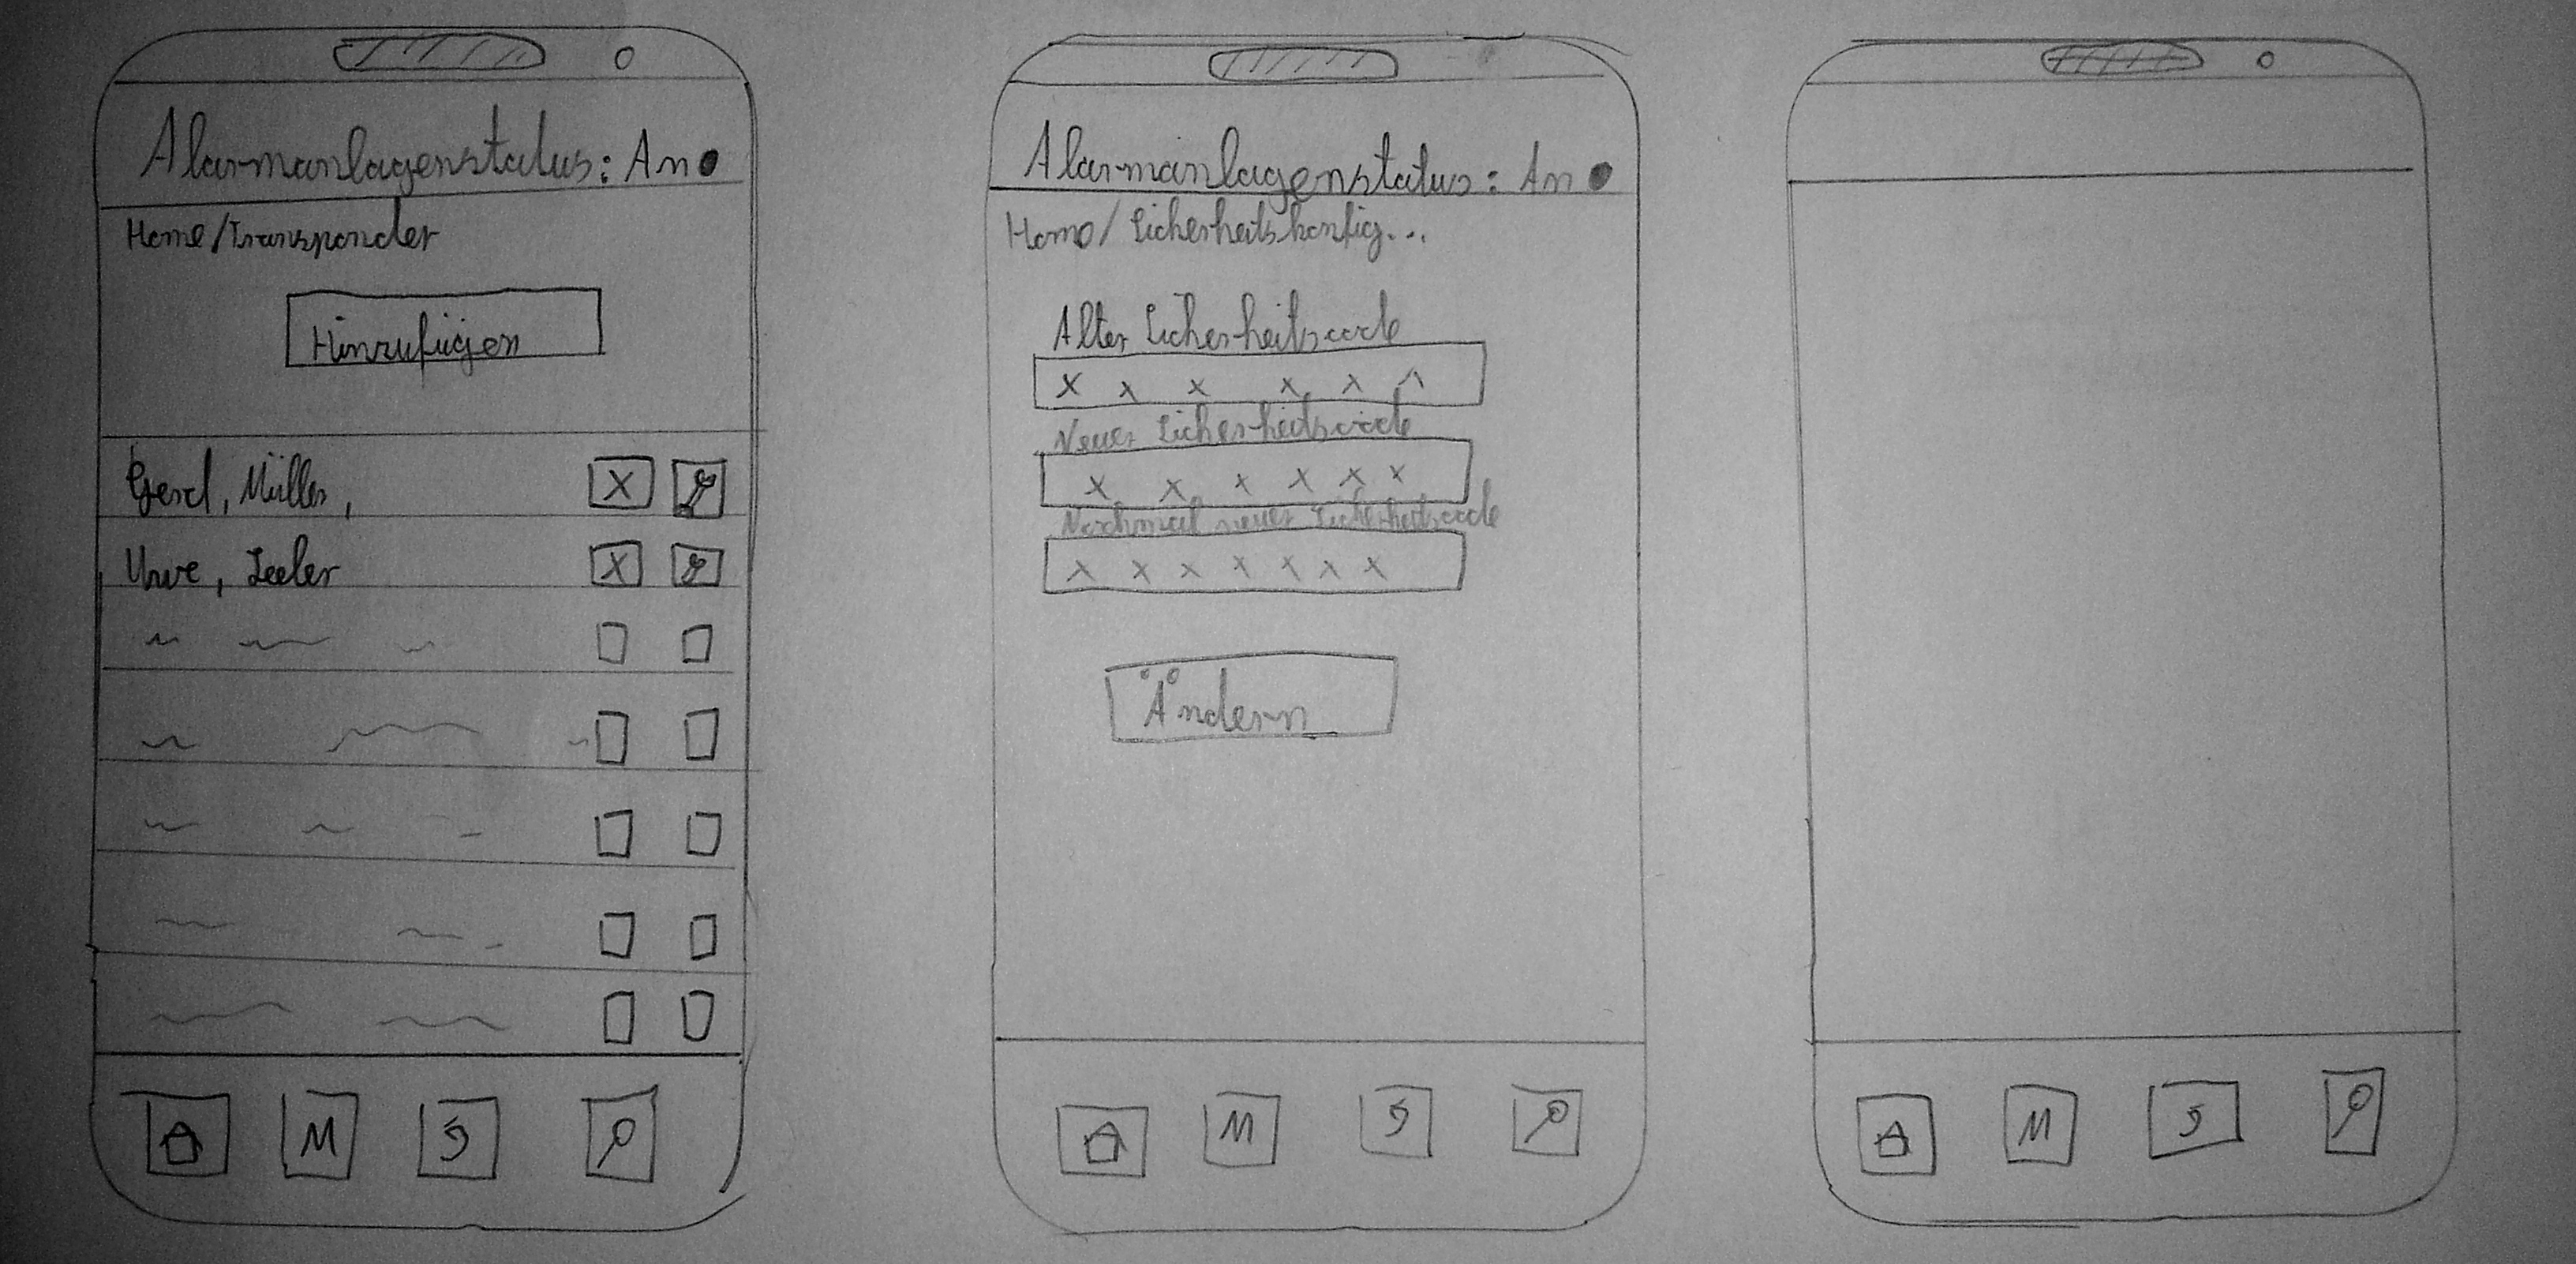 Alarmanlagenstatus: An
Home/Transponder
Hinzufügen
Gerd, Müller,
X
Uwe, Seeler
X
M
Alarmanlagenstatus: An
Home/Sicherheitskonfig...
Alter Sicherheitscode
x x x x x x
Neuer Sicherheitscode
x x x x x x
Nochmal neuer Sicherheitscode
x x x x x x x
Ändern
M
M